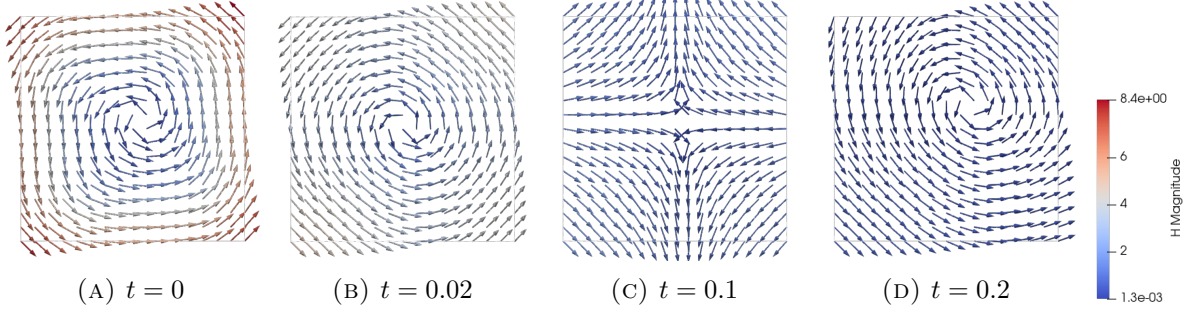 8.4e+00
6
4
2
1.3e-03
H Magnitude
(A) t = 0
(B) t = 0.02
(C) t = 0.1
(D) t = 0.2